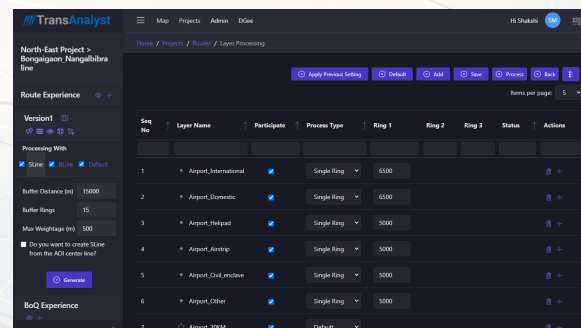 TransAnalyst
Map Projects Admin DGee
Hi Shakshi SM
North-East Project >
Bongaigaon_Nangalbibra
line
Home / Projects / Routes / Layer Processing
Apply Previous Setting Default Add Save Process Back
Items per page: 5
Route Experience
Version1
Processing With
SLine BLine Default
Buffer Distance (m) 15000
Buffer Rings 15
Max Weightage (m) 500
Do you want to create SLine
from the AOI center line?
Generate
BoQ Experience
Seq No Layer Name Participate Process Type Ring 1 Ring 2 Ring 3 Status Actions
1 Airport_International Single Ring 6500
2 Airport_Domestic Single Ring 6500
3 Airport_Helipad Single Ring 5000
4 Airport_Airstrip Single Ring 5000
5 Airport_Civil_enclave Single Ring 5000
6 Airport_Other Single Ring 5000
7 Airport_20KM Default